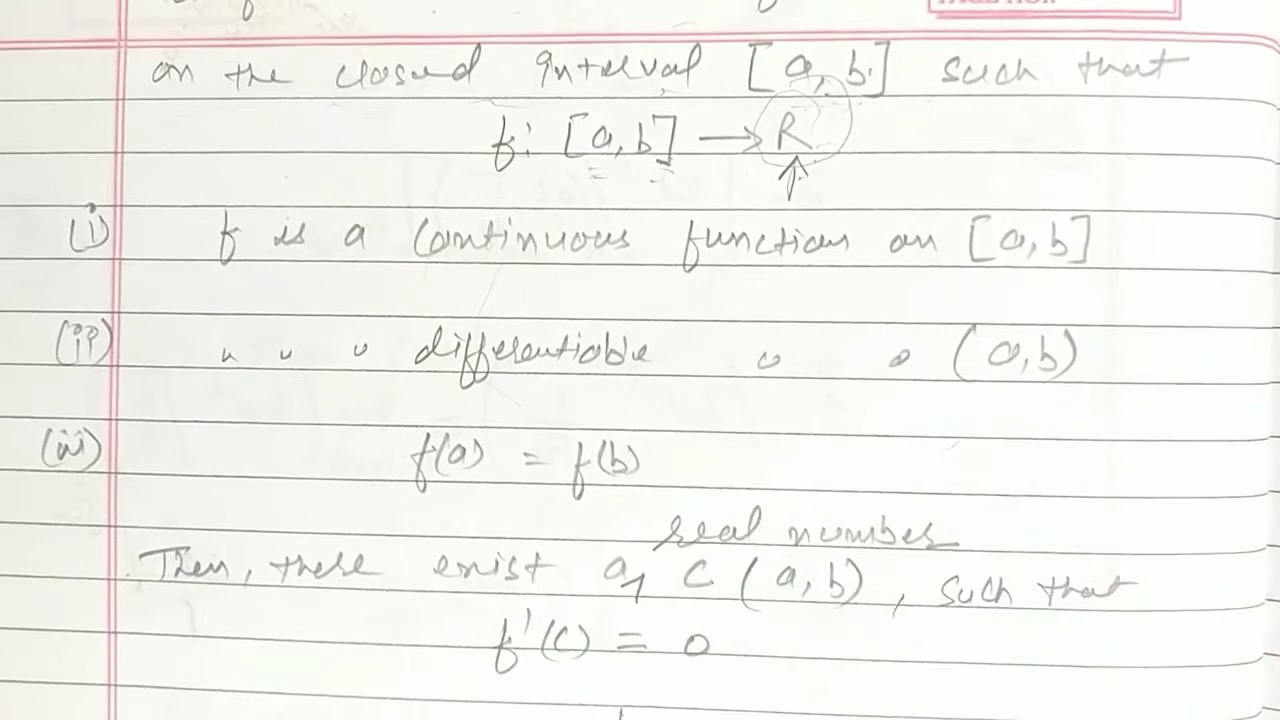 on the closed interval [a, b] such that
f: [a, b] → R
(i) f is a continuous function on [a, b]
(ii) " " " differentiable " " (a, b)
(iii) f(a) = f(b)
real number
Then, there exist a, c (a, b), such that
f'(c) = 0